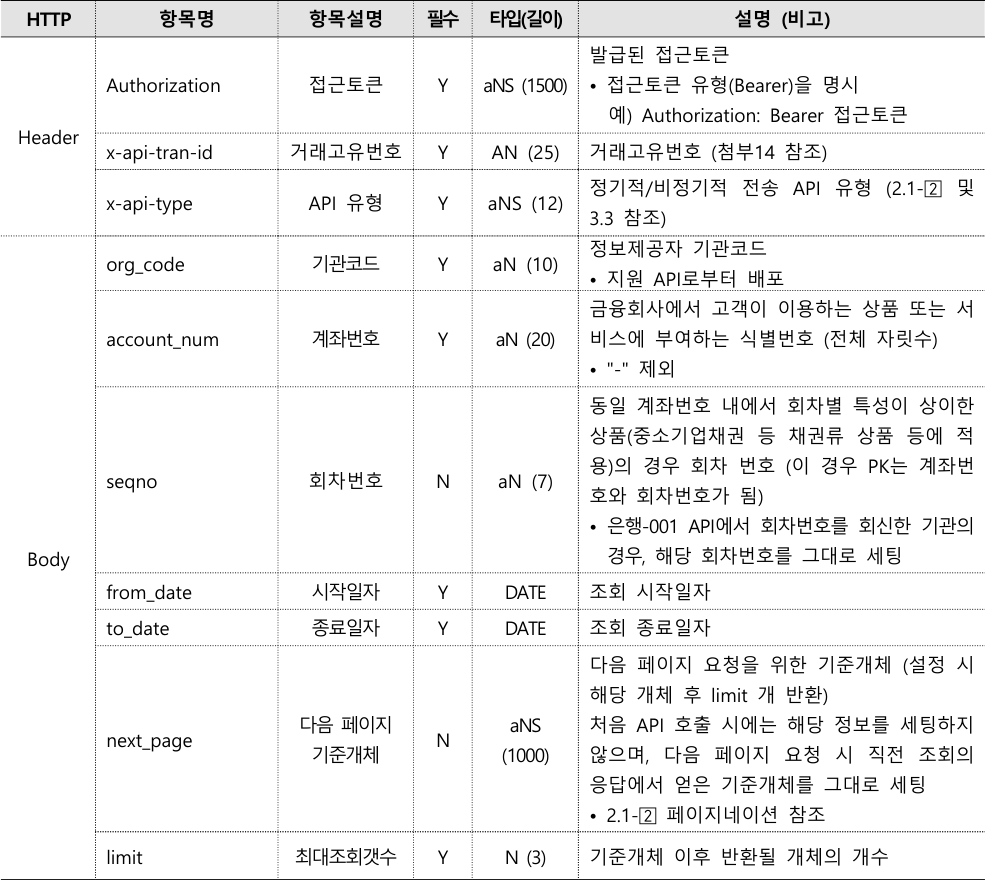 HTTP 항목명 항목설명 필수 타입(길이) 설명 (비고)
Header
Authorization 접근토큰 Y aNS (1500)
발급된 접근토큰
• 접근토큰 유형(Bearer)을 명시
예) Authorization: Bearer 접근토큰
x-api-tran-id 거래고유번호 Y AN (25) 거래고유번호 (첨부14 참조)
x-api-type API 유형 Y aNS (12)
정기적/비정기적 전송 API 유형 (2.1-② 및
3.3 참조)
Body
org_code 기관코드 Y aN (10)
정보제공자 기관코드
• 지원 API로부터 배포
account_num 계좌번호 Y aN (20)
금융회사에서 고객이 이용하는 상품 또는 서
비스에 부여하는 식별번호 (전체 자릿수)
• "-" 제외
seqno 회차번호 N aN (7)
동일 계좌번호 내에서 회차별 특성이 상이한
상품(중소기업채권 등 채권류 상품 등에 적
용)의 경우 회차 번호 (이 경우 PK는 계좌번
호와 회차번호가 됨)
• 은행-001 API에서 회차번호를 회신한 기관의
경우, 해당 회차번호를 그대로 세팅
from_date 시작일자 Y DATE 조회 시작일자
to_date 종료일자 Y DATE 조회 종료일자
next_page
다음 페이지
기준개체
N
aNS
(1000)
다음 페이지 요청을 위한 기준개체 (설정 시
해당 개체 후 limit 개 반환)
처음 API 호출 시에는 해당 정보를 세팅하지
않으며, 다음 페이지 요청 시 직전 조회의
응답에서 얻은 기준개체를 그대로 세팅
• 2.1-② 페이지네이션 참조
limit 최대조회갯수 Y N (3) 기준개체 이후 반환될 개체의 개수